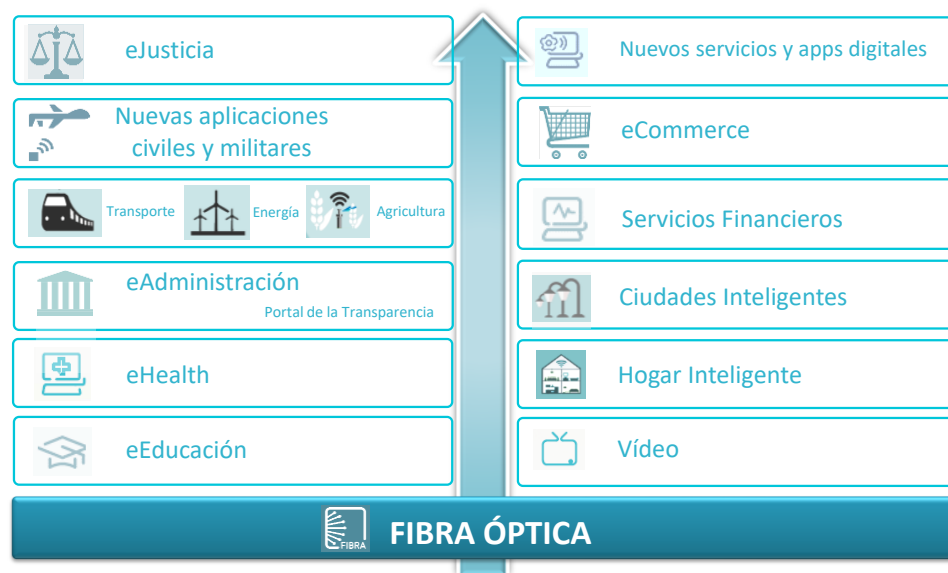 eJusticia
Nuevas aplicaciones
civiles y militares
Transporte
Energía
Agricultura
eAdministración
Portal de la Transparencia
eHealth
eEducación
Nuevos servicios y apps digitales
eCommerce
Servicios Financieros
Ciudades Inteligentes
Hogar Inteligente
Vídeo
FIBRA
FIBRA ÓPTICA